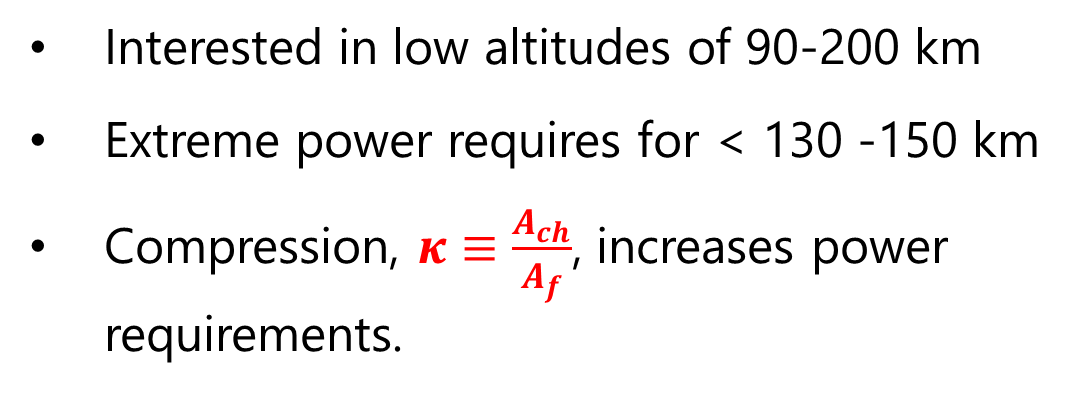 • Interested in low altitudes of 90-200 km
• Extreme power requires for < 130 -150 km
• Compression, κ ≡ A_ch / A_f, increases power
requirements.